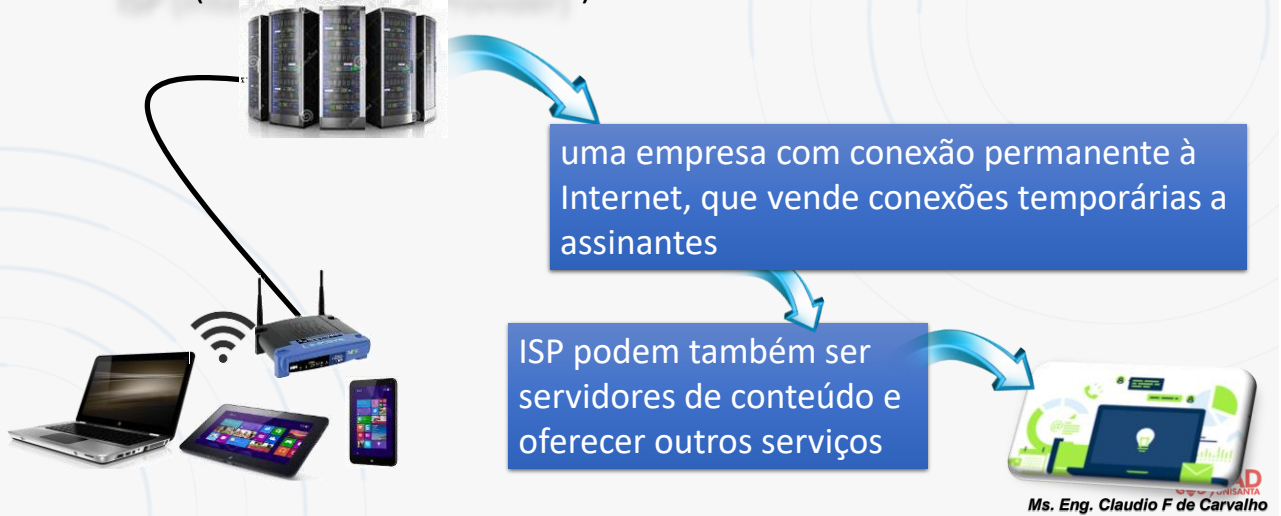 uma empresa com conexão permanente à
Internet, que vende conexões temporárias a
assinantes
ISP podem também ser
servidores de conteúdo e
oferecer outros serviços
UNISANTA
Ms. Eng. Claudio F de Carvalho